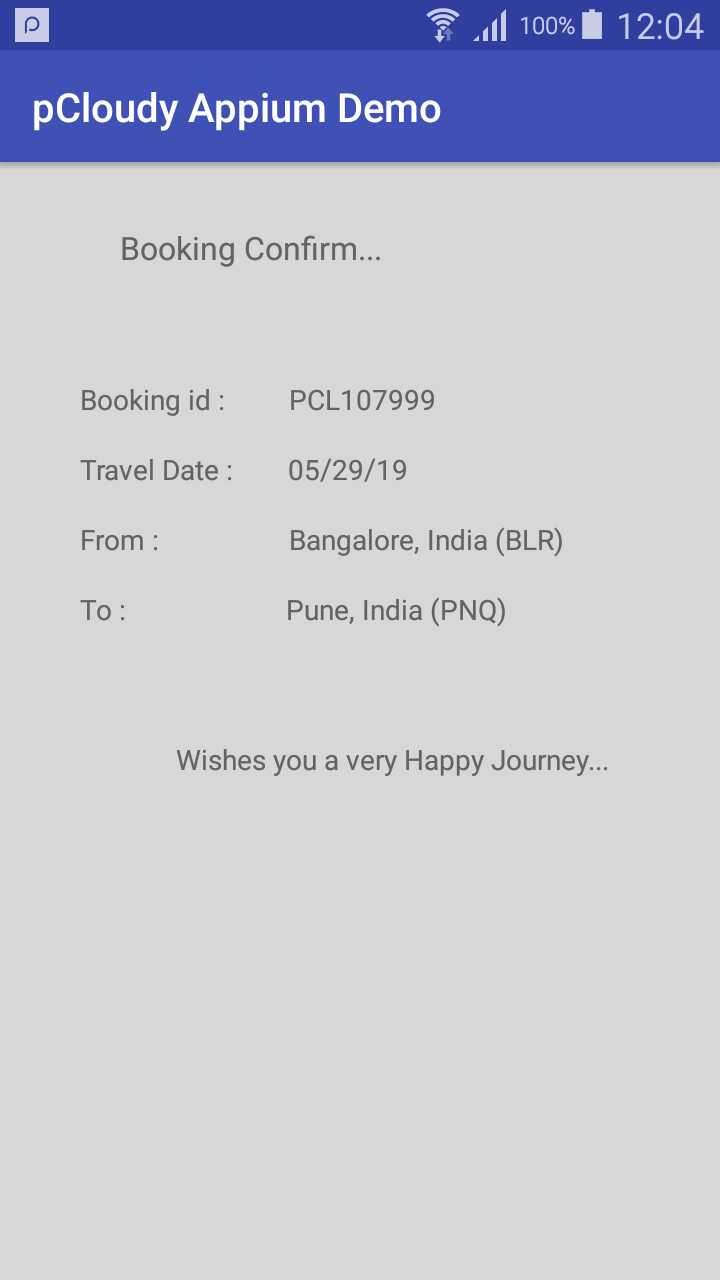 100% 12:04
pCloudy Appium Demo
Booking Confirm...
Booking id : PCL107999
Travel Date : 05/29/19
From : Bangalore, India (BLR)
To : Pune, India (PNQ)
Wishes you a very Happy Journey...